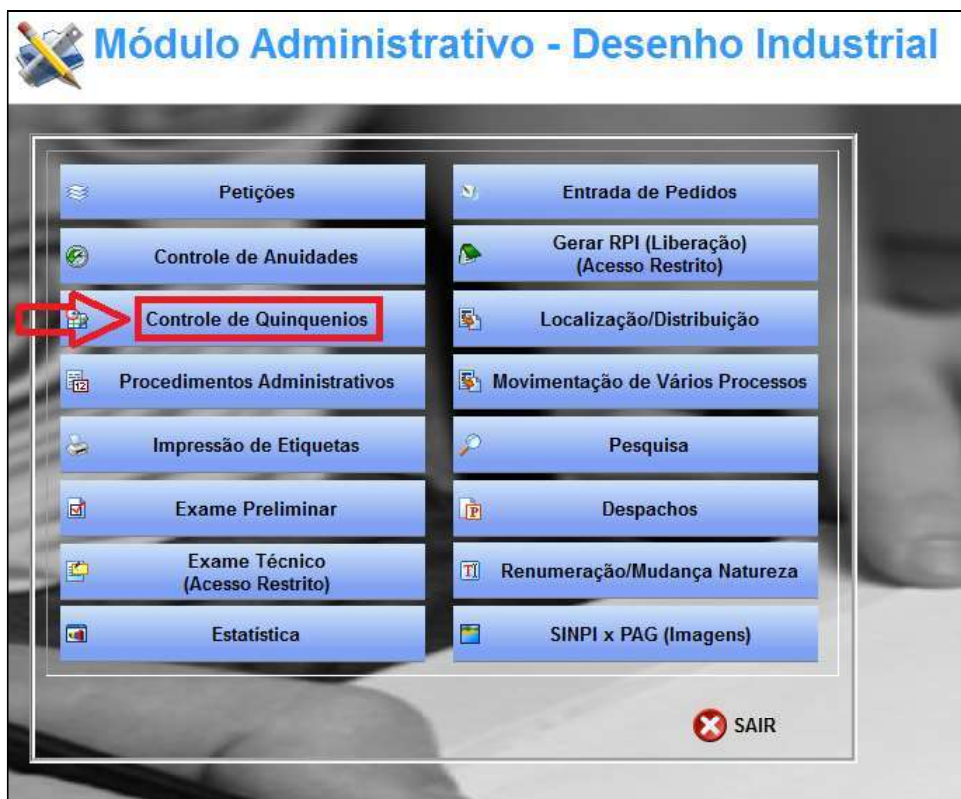 Módulo Administrativo - Desenho Industrial
Petições
Entrada de Pedidos
Controle de Anuidades
Gerar RPI (Liberação)
(Acesso Restrito)
Controle de Quinquenios
Localização/Distribuição
Procedimentos Administrativos
Movimentação de Vários Processos
Impressão de Etiquetas
Pesquisa
Exame Preliminar
Despachos
Exame Técnico
(Acesso Restrito)
Renumeração/Mudança Natureza
Estatística
SINPI x PAG (Imagens)
SAIR